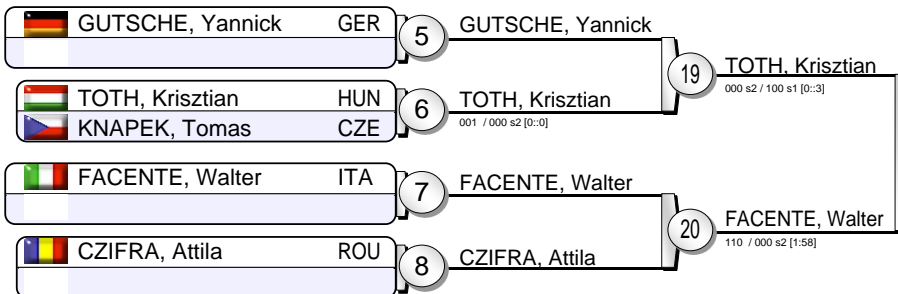 GUTSCHE, Yannick GER
5
GUTSCHE, Yannick
TOTH, Krisztian HUN
KNAPEK, Tomas CZE
6
TOTH, Krisztian
001 / 000 s2 [0::0]
19
TOTH, Krisztian
000 s2 / 100 s1 [0::3]
FACENTE, Walter ITA
7
FACENTE, Walter
CZIFRA, Attila ROU
8
CZIFRA, Attila
20
FACENTE, Walter
110 / 000 s2 [1:58]